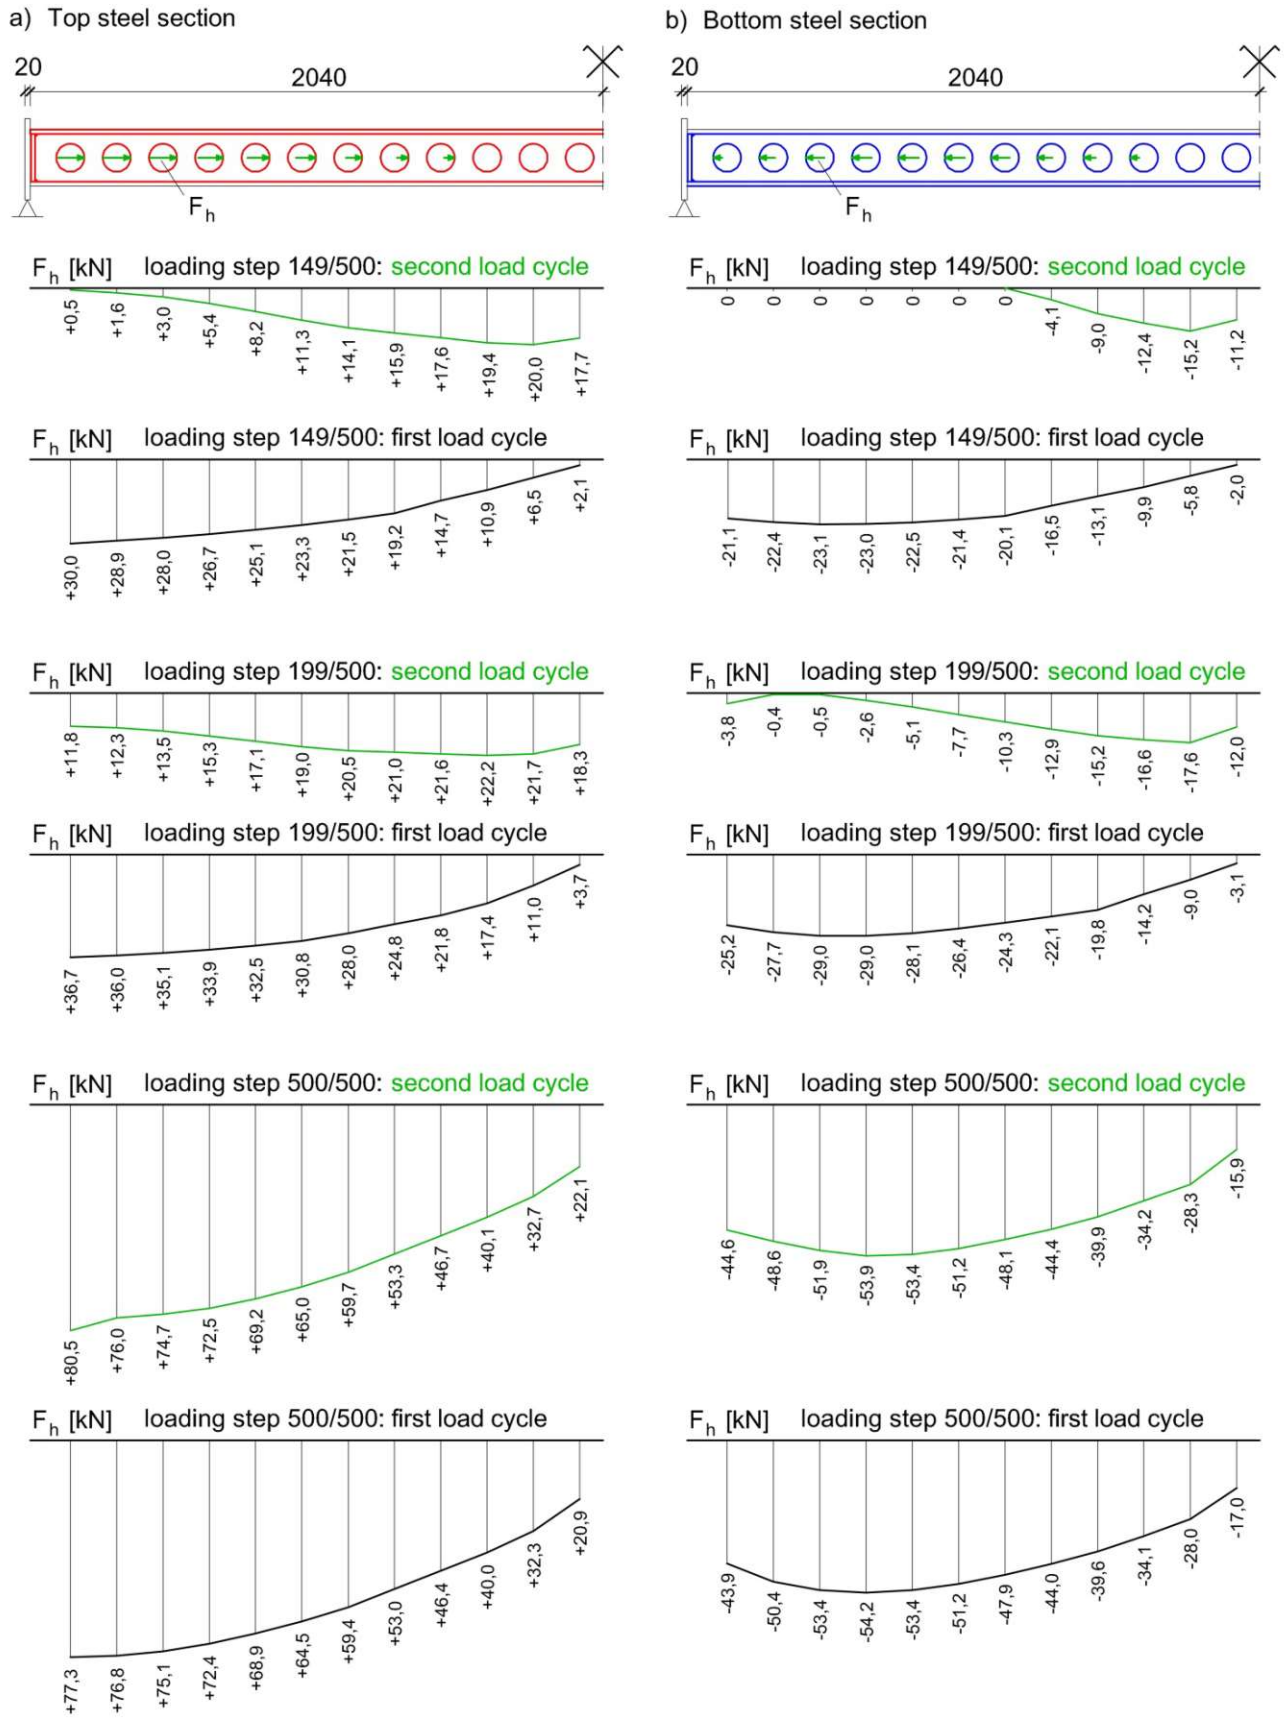 a) Top steel section
20
2040
F_h
F_h [kN] loading step 149/500: second load cycle
+0,5 +1,6 +3,0 +5,4 +8,2 +11,3 +14,1 +15,9 +17,6 +19,4 +20,0 +17,7
F_h [kN] loading step 149/500: first load cycle
+30,0 +28,9 +28,0 +26,7 +25,1 +23,3 +21,5 +19,2 +14,7 +10,9 +6,5 +2,1
F_h [kN] loading step 199/500: second load cycle
+11,8 +12,3 +13,5 +15,3 +17,1 +19,0 +20,5 +21,0 +21,6 +22,2 +21,7 +18,3
F_h [kN] loading step 199/500: first load cycle
+36,7 +36,0 +35,1 +33,9 +32,5 +30,8 +28,0 +24,8 +21,8 +17,4 +11,0 +3,7
F_h [kN] loading step 500/500: second load cycle
+80,5 +76,0 +74,7 +72,5 +69,2 +65,0 +59,7 +53,3 +46,7 +40,1 +32,7 +22,1
F_h [kN] loading step 500/500: first load cycle
+77,3 +76,8 +75,1 +72,4 +68,9 +64,5 +59,4 +53,0 +46,4 +40,0 +32,3 +20,9
b) Bottom steel section
20
2040
F_h
F_h [kN] loading step 149/500: second load cycle
0 0 0 0 0 0 0 -4,1 -9,0 -12,4 -15,2 -11,2
F_h [kN] loading step 149/500: first load cycle
-21,1 -22,4 -23,1 -23,0 -22,5 -21,4 -20,1 -16,5 -13,1 -9,9 -5,8 -2,0
F_h [kN] loading step 199/500: second load cycle
-3,8 -0,4 -0,5 -2,6 -5,1 -7,7 -10,3 -12,9 -15,2 -16,6 -17,6 -12,0
F_h [kN] loading step 199/500: first load cycle
-25,2 -27,7 -29,0 -29,0 -28,1 -26,4 -24,3 -22,1 -19,8 -14,2 -9,0 -3,1
F_h [kN] loading step 500/500: second load cycle
-44,6 -48,6 -51,9 -53,9 -53,4 -51,2 -48,1 -44,4 -39,9 -34,2 -28,3 -15,9
F_h [kN] loading step 500/500: first load cycle
-43,9 -50,4 -53,4 -54,2 -53,4 -51,2 -47,9 -44,0 -39,6 -34,1 -28,0 -17,0